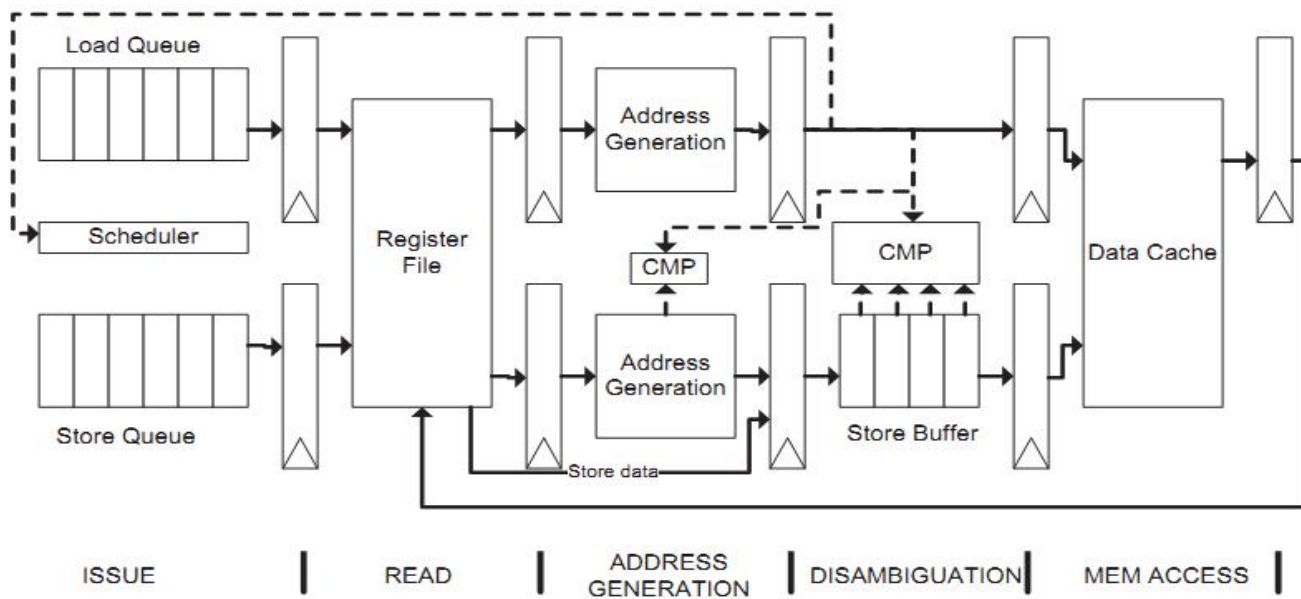 Load Queue
Address
Generation
Scheduler
Register
File
CMP
CMP
Data Cache
Address
Generation
Store Queue
Store Buffer
Store data
ISSUE
READ
ADDRESS
GENERATION
DISAMBIGUATION
MEM ACCESS